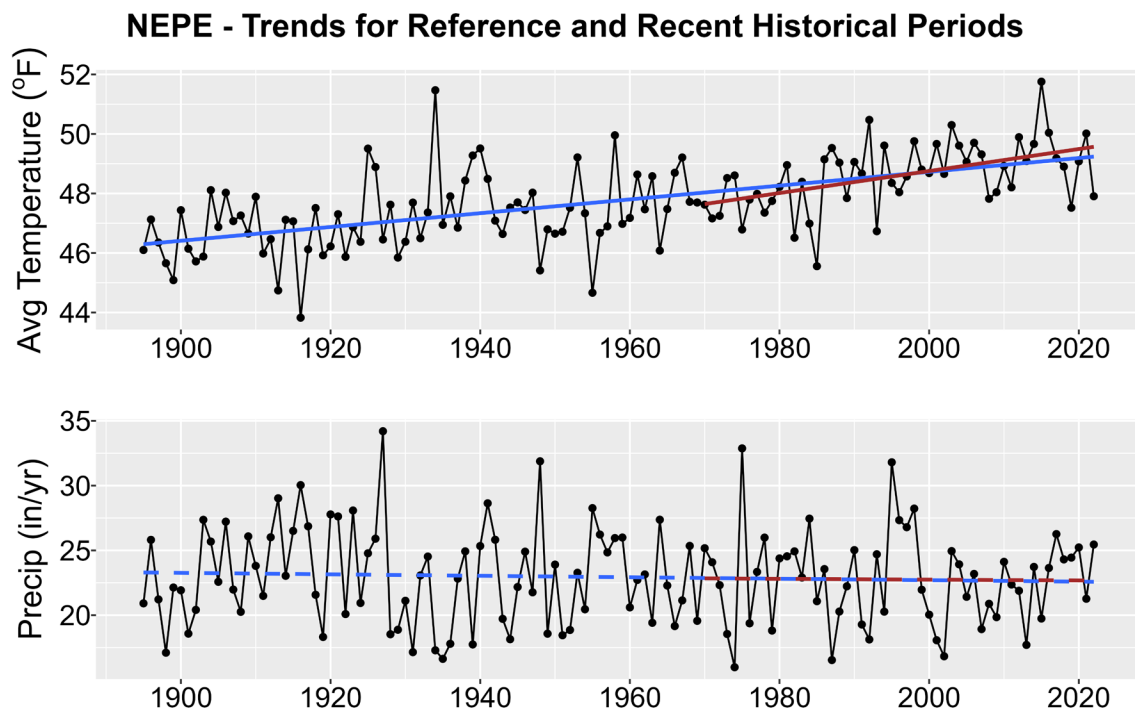 NEPE - Trends for Reference and Recent Historical Periods
Avg Temperature (°F)
52
50
48
46
44
1900 1920 1940 1960 1980 2000 2020
Precip (in/yr)
35
30
25
20
1900 1920 1940 1960 1980 2000 2020